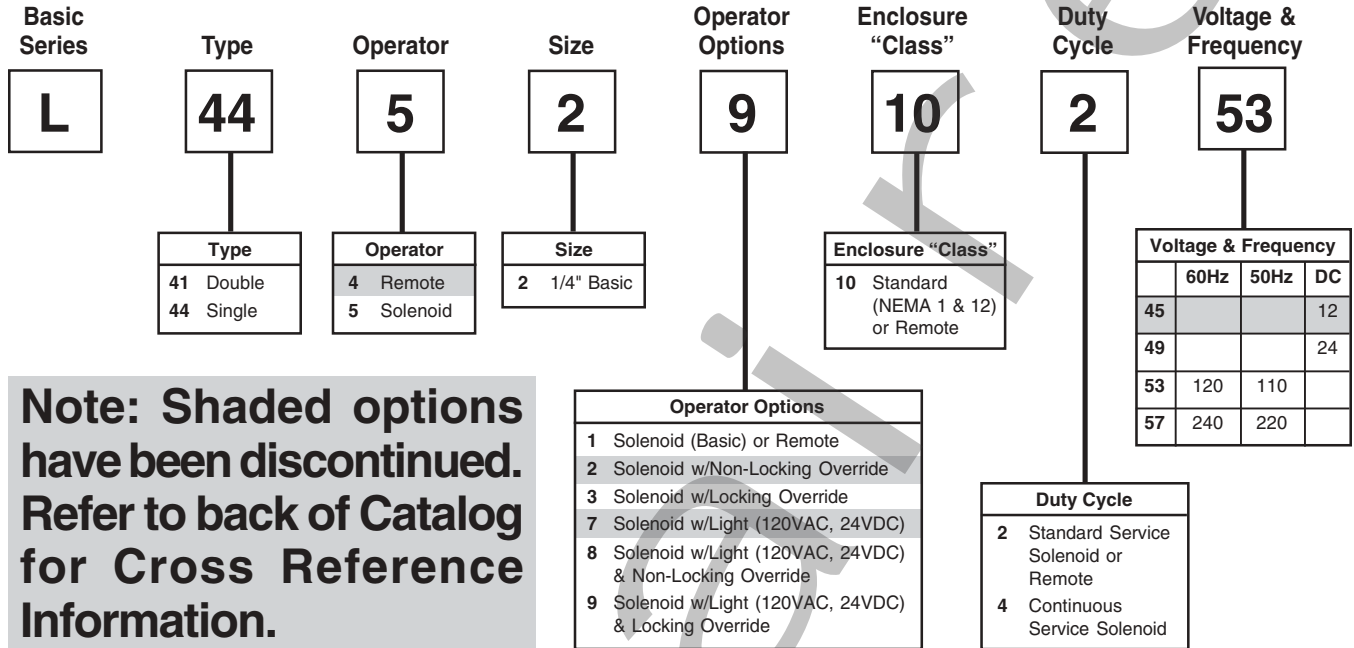 Basic
Series
Type
Operator
Size
Operator
Options
Enclosure
“Class”
Duty
Cycle
Voltage &
Frequency
L
44
5
2
9
10
2
53
Type
41 Double
44 Single
Operator
4 Remote
5 Solenoid
Size
2 1/4" Basic
Enclosure “Class”
10 Standard
(NEMA 1 & 12)
or Remote
Voltage & Frequency
60Hz 50Hz DC
45 12
49 24
53 120 110
57 240 220
Note: Shaded options
have been discontinued.
Refer to back of Catalog
for Cross Reference
Information.
Operator Options
1 Solenoid (Basic) or Remote
2 Solenoid w/Non-Locking Override
3 Solenoid w/Locking Override
7 Solenoid w/Light (120VAC, 24VDC)
8 Solenoid w/Light (120VAC, 24VDC)
& Non-Locking Override
9 Solenoid w/Light (120VAC, 24VDC)
& Locking Override
Duty Cycle
2 Standard Service
Solenoid or
Remote
4 Continuous
Service Solenoid